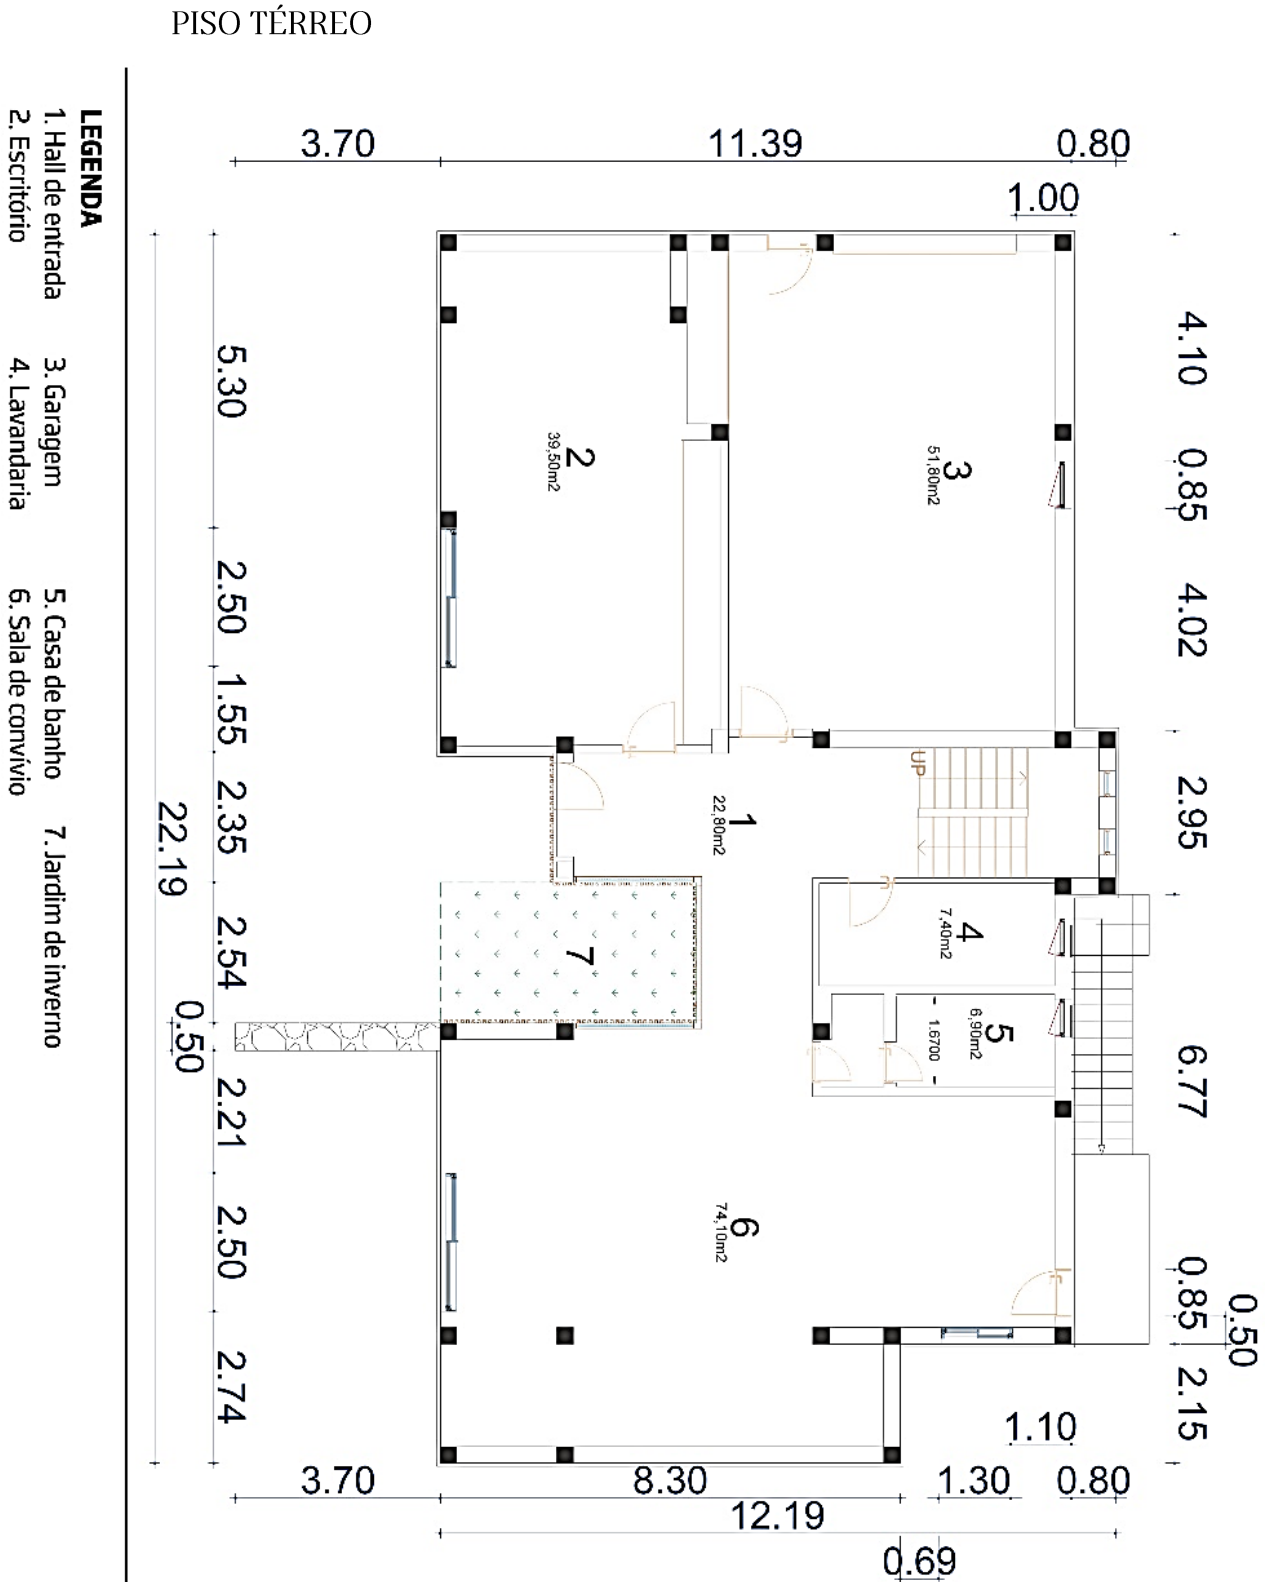 PISO TÉRREO
LEGENDA
1. Hall de entrada
2. Escritório
3. Garagem
4. Lavandaria
5. Casa de banho
6. Sala de convívio
7. Jardim de inverno
3.70
11.39
0.80
1.00
5.30
2.50
1.55
2.35
2.54
0.50
2.21
2.50
2.74
22.19
4.10
0.85
4.02
2.95
6.77
0.85
0.50
2.15
2
39,50m2
3
51,80m2
UP
1
22,80m2
4
7,40m2
5
6,90m2
1.6700
7
6
74,10m2
1.10
3.70
8.30
1.30
0.80
12.19
0.69